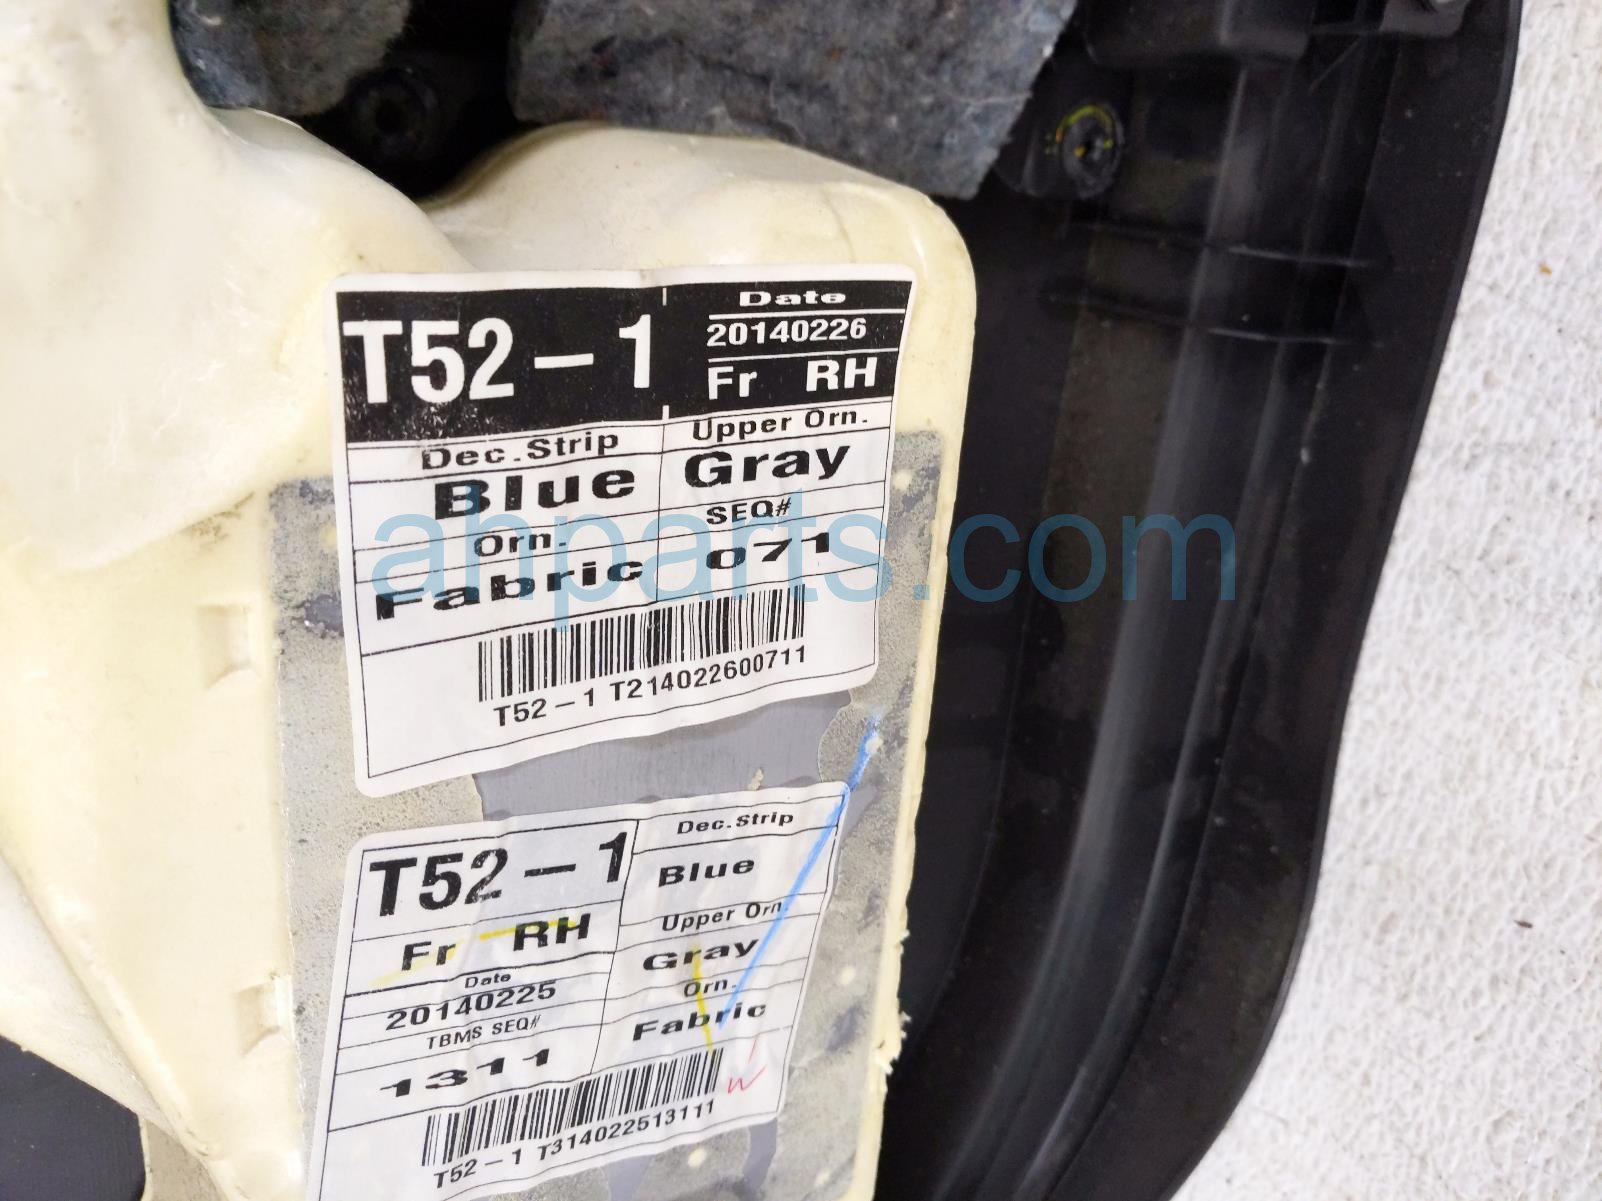 T52-1
Date
20140226
Fr RH
Dec.Strip
Upper Orn.
Blue
Gray
Orn.
SEQ#
Fabric
071
T52-1 T214022600711
ahparts.com
T52-1
Dec.Strip
Blue
Fr RH
Upper Orn.
Gray
Date
20140225
Orn.
Fabric
TBMS SEQ#
1311
W
T52-1 T314022513111